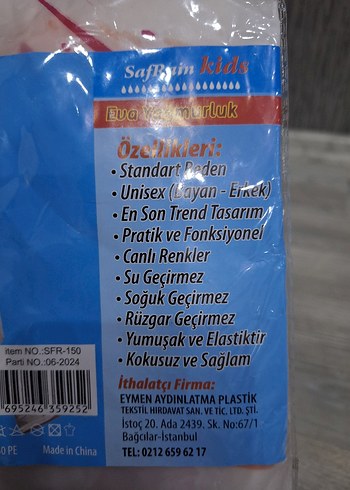 SafRain kids
Eva Yağmurluk
Özellikleri:
• Standart Beden
• Unisex (Bayan - Erkek)
• En Son Trend Tasarım
• Pratik ve Fonksiyonel
• Canlı Renkler
• Su Geçirmez
• Soğuk Geçirmez
• Rüzgar Geçirmez
• Yumuşak ve Elastiktir
• Kokusuz ve Sağlam
İthalatçı Firma:
EYMEN AYDINLATMA PLASTİK
TEKSTİL HIRDAVAT SAN. VE TİC. LTD. ŞTİ.
İstoç 20. Ada 2439. Sk. No:67/1
Bağcılar-İstanbul
TEL: 0212 659 62 17
Item NO.:SFR-150
Parti NO.:06-2024
695246 359252
PE
Made in China